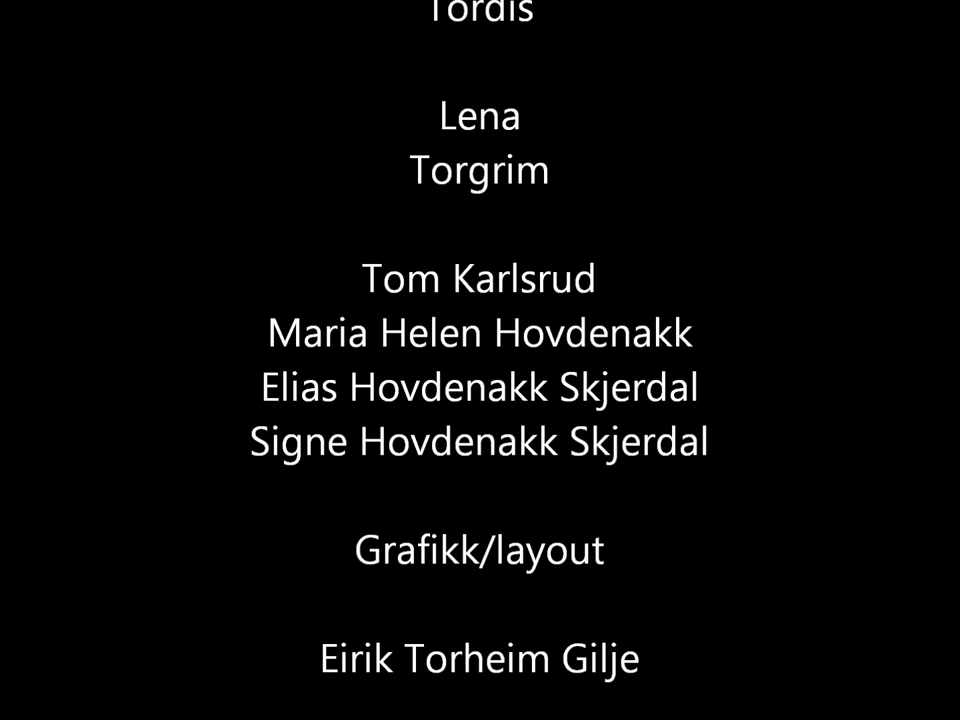 Tordis
Lena
Torgrim
Tom Karlsrud
Maria Helen Hovdenakk
Elias Hovdenakk Skjerdal
Signe Hovdenakk Skjerdal
Grafikk/layout
Eirik Torheim Gilje